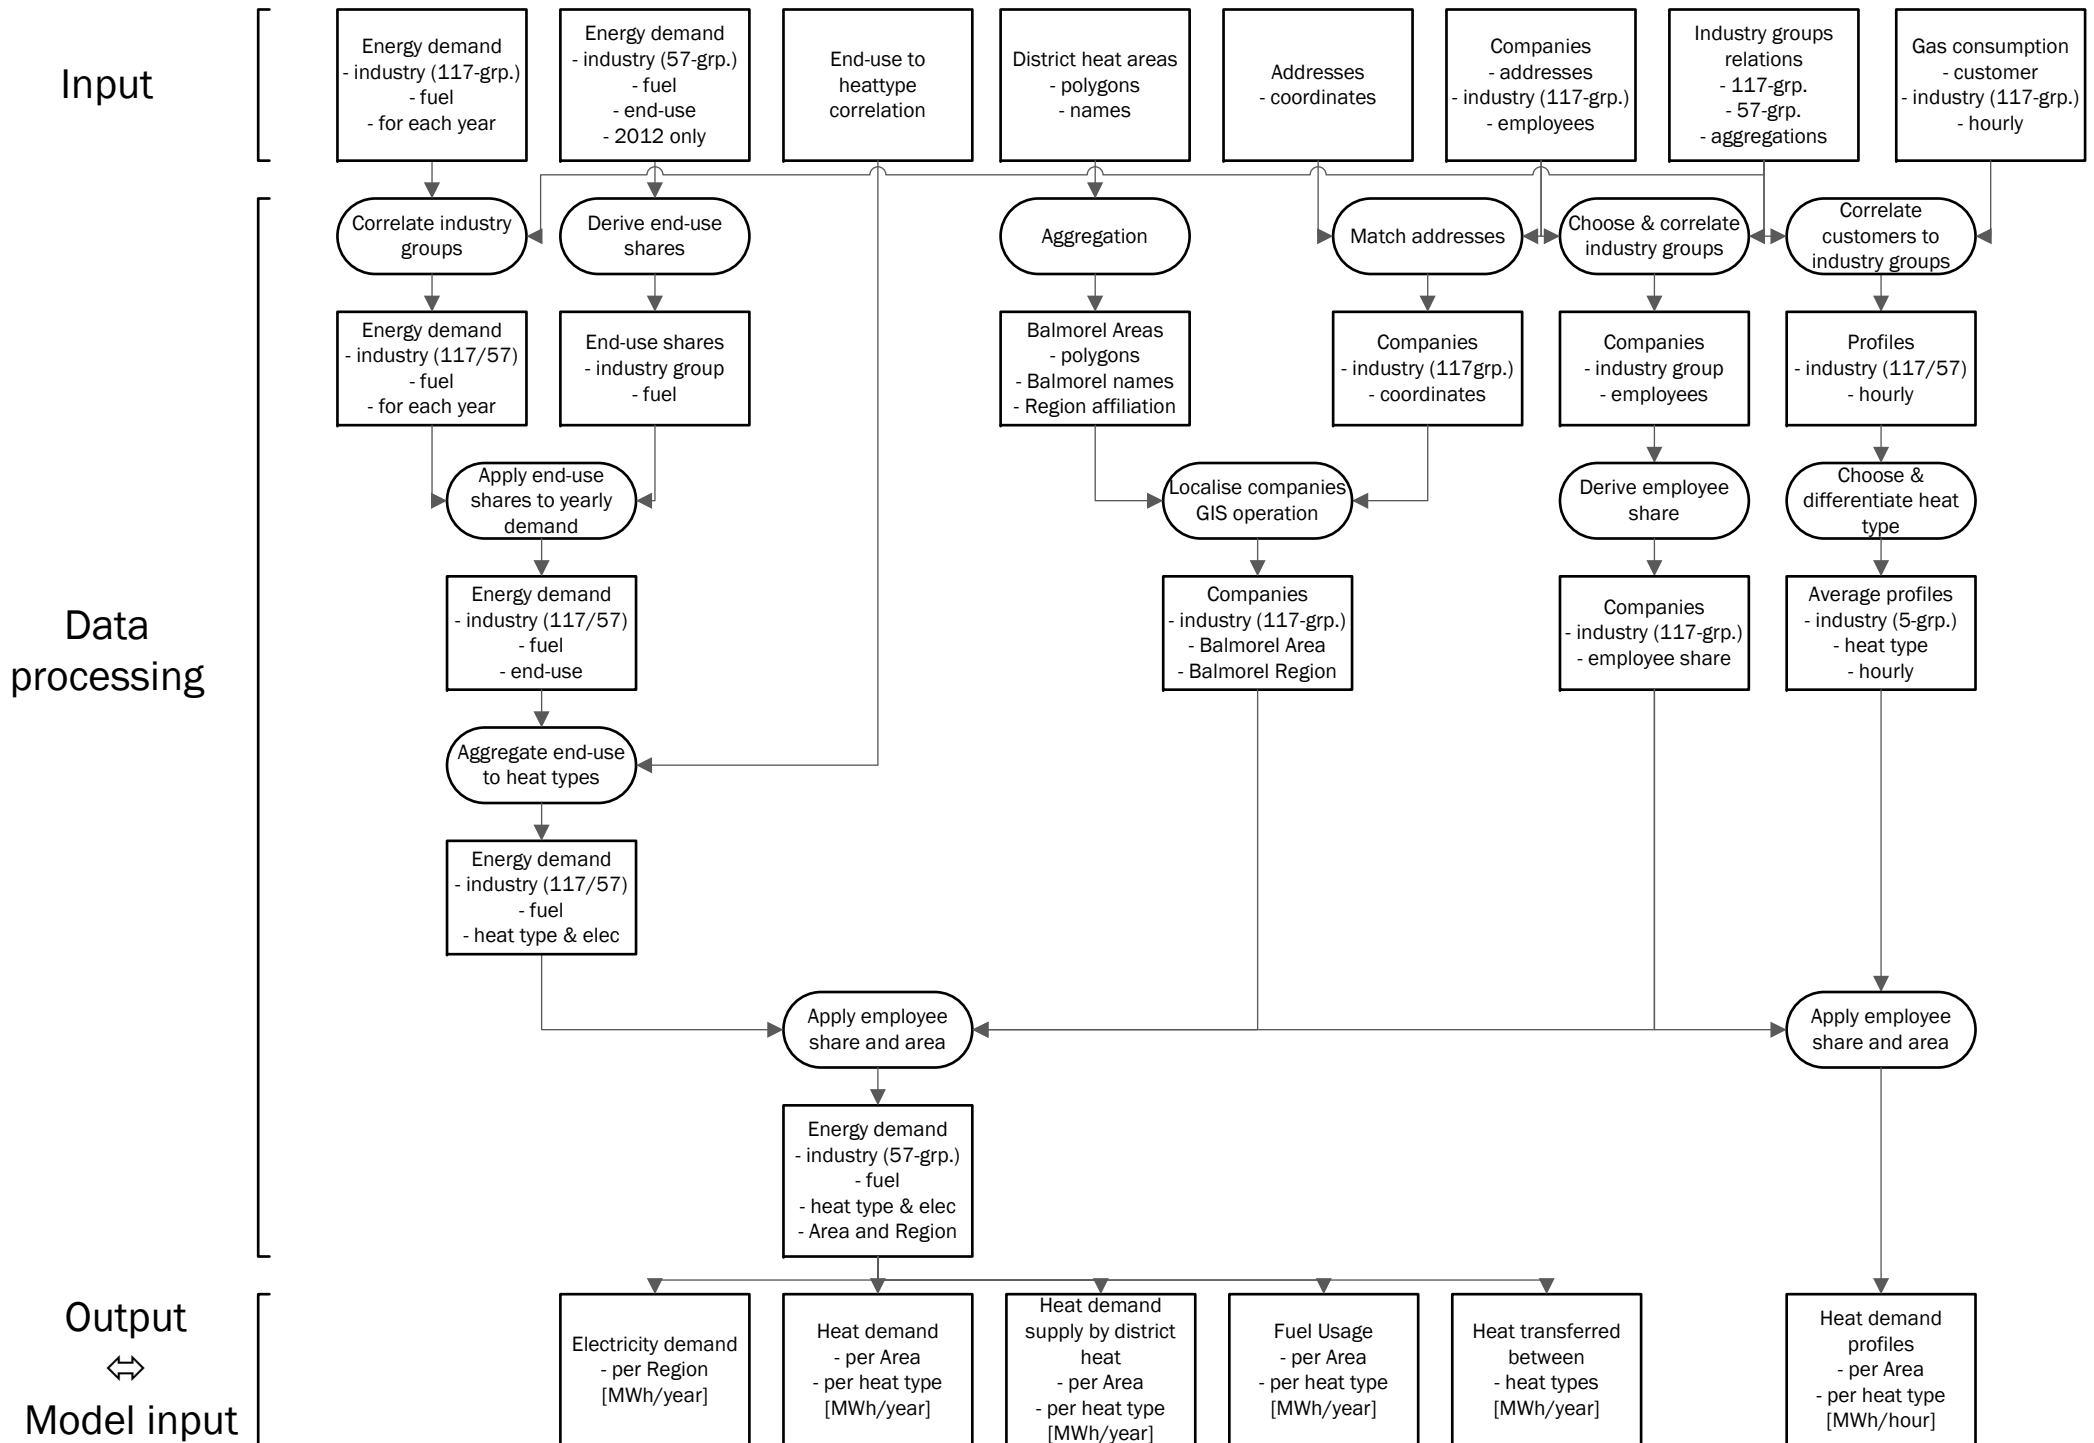 Input
Energy demand
- industry (117-grp.)
- fuel
- for each year
Energy demand
- industry (57-grp.)
- fuel
- end-use
- 2012 only
End-use to
heattype
correlation
District heat areas
- polygons
- names
Addresses
- coordinates
Companies
- addresses
- industry (117-grp.)
- employees
Industry groups
relations
- 117-grp.
- 57-grp.
- aggregations
Gas consumption
- customer
- industry (117-grp.)
- hourly
Data
processing
Correlate industry
groups
Derive end-use
shares
Aggregation
Match addresses
Choose & correlate
industry groups
Correlate
customers to
industry groups
Energy demand
- industry (117/57)
- fuel
- for each year
End-use shares
- industry group
- fuel
Balmorel Areas
- polygons
- Balmorel names
- Region affiliation
Companies
- industry (117grp.)
- coordinates
Companies
- industry group
- employees
Profiles
- industry (117/57)
- hourly
Apply end-use
shares to yearly
demand
Localise companies
GIS operation
Derive employee
share
Choose &
differentiate heat
type
Energy demand
- industry (117/57)
- fuel
- end-use
Companies
- industry (117-grp.)
- Balmorel Area
- Balmorel Region
Companies
- industry (117-grp.)
- employee share
Average profiles
- industry (5-grp.)
- heat type
- hourly
Aggregate end-use
to heat types
Energy demand
- industry (117/57)
- fuel
- heat type & elec
Apply employee
share and area
Apply employee
share and area
Energy demand
- industry (57-grp.)
- fuel
- heat type & elec
- Area and Region
Output
⇔
Model input
Electricity demand
- per Region
[MWh/year]
Heat demand
- per Area
- per heat type
[MWh/year]
Heat demand
supply by district
heat
- per Area
- per heat type
[MWh/year]
Fuel Usage
- per Area
- per heat type
[MWh/year]
Heat transferred
between
- heat types
[MWh/year]
Heat demand
profiles
- per Area
- per heat type
[MWh/hour]